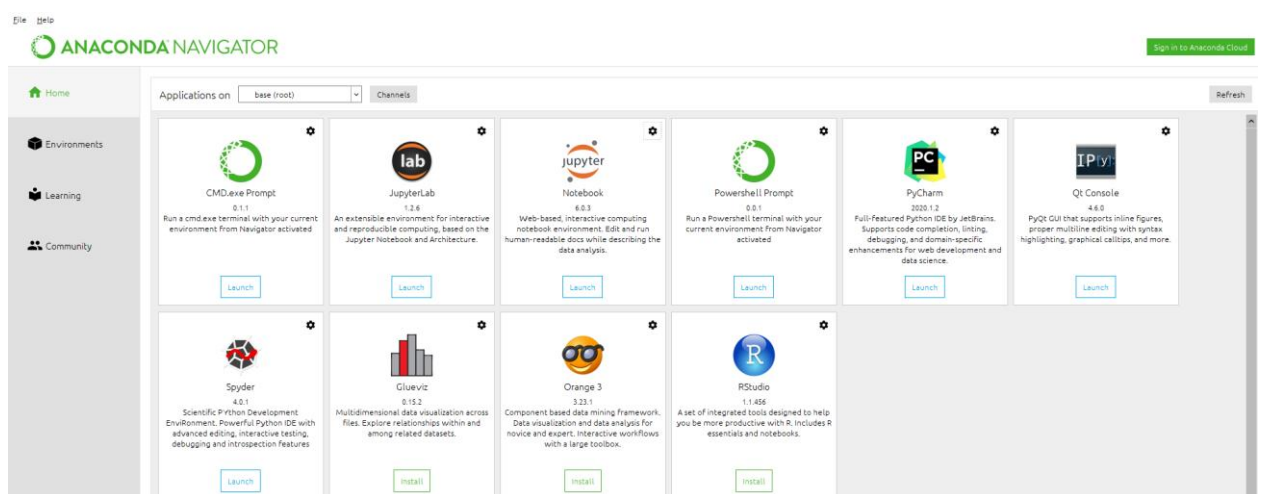 File Help
ANACONDA NAVIGATOR
Sign in to Anaconda Cloud
Home
Environments
Learning
Community
Applications on base (root) Channels
Refresh
CMD.exe Prompt
0.1.1
Run a cmd.exe terminal with your current
environment from Navigator activated
Launch
lab
JupyterLab
1.2.6
An extensible environment for interactive
and reproducible computing, based on the
Jupyter Notebook and Architecture.
Launch
jupyter
Notebook
6.0.3
Web-based, interactive computing
notebook environment. Edit and run
human-readable docs while describing the
data analysis.
Launch
Powershell Prompt
0.0.1
Run a Powershell terminal with your
current environment from Navigator
activated
Launch
PC
PyCharm
2020.1.2
Full-featured Python IDE by JetBrains.
Supports code completion, linting,
debugging, and domain-specific
enhancements for web development and
data science.
Launch
IP[y]:
Qt Console
4.6.0
PyQt GUI that supports inline figures,
proper multiline editing with syntax
highlighting, graphical calltips, and more.
Launch
Spyder
4.0.1
Scientific PYthon Development
EnviRonment. Powerful Python IDE with
advanced editing, interactive testing,
debugging and introspection features
Launch
Glueviz
0.15.2
Multidimensional data visualization across
files. Explore relationships within and
among related datasets.
Install
Orange 3
3.23.1
Component based data mining framework.
Data visualization and data analysis for
novice and expert. Interactive workflows
with a large toolbox.
Install
R
RStudio
1.1.456
A set of integrated tools designed to help
you be more productive with R. Includes R
essentials and notebooks.
Install